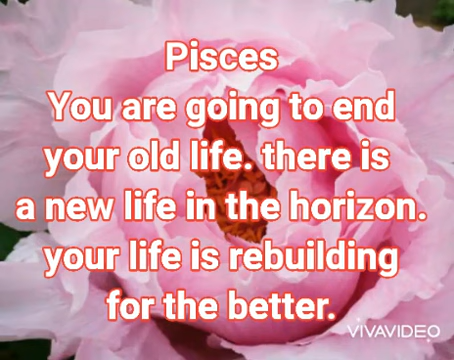 Pisces
You are going to end
your old life. there is
a new life in the horizon.
your life is rebuilding
for the better.
VIVAVIDEO